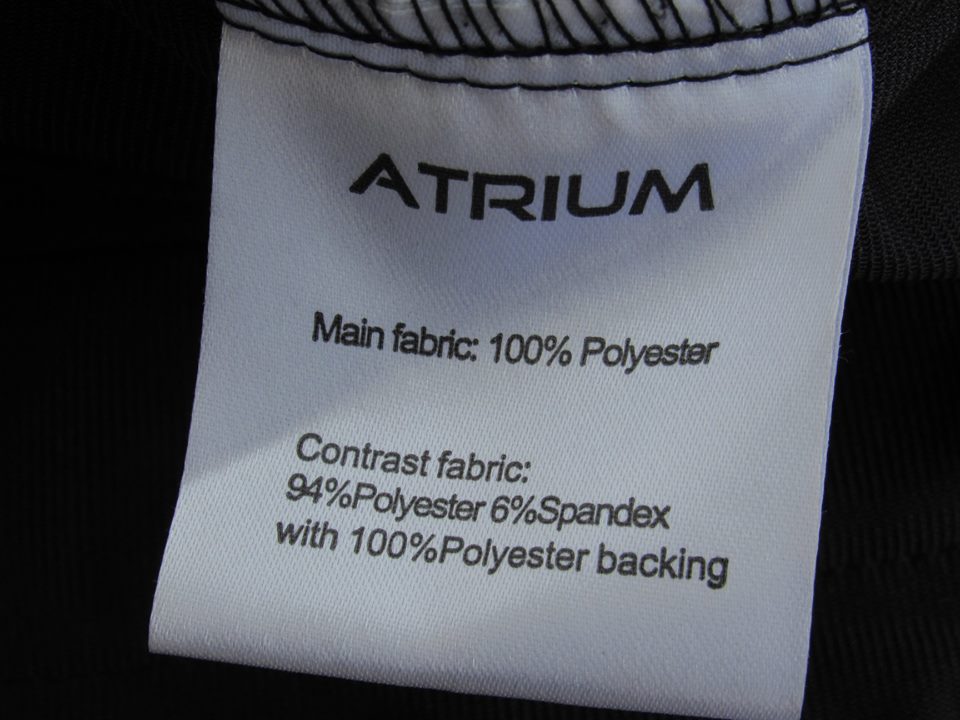 ATRIUM
Main fabric: 100% Polyester
Contrast fabric:
94%Polyester 6%Spandex
with 100%Polyester backing